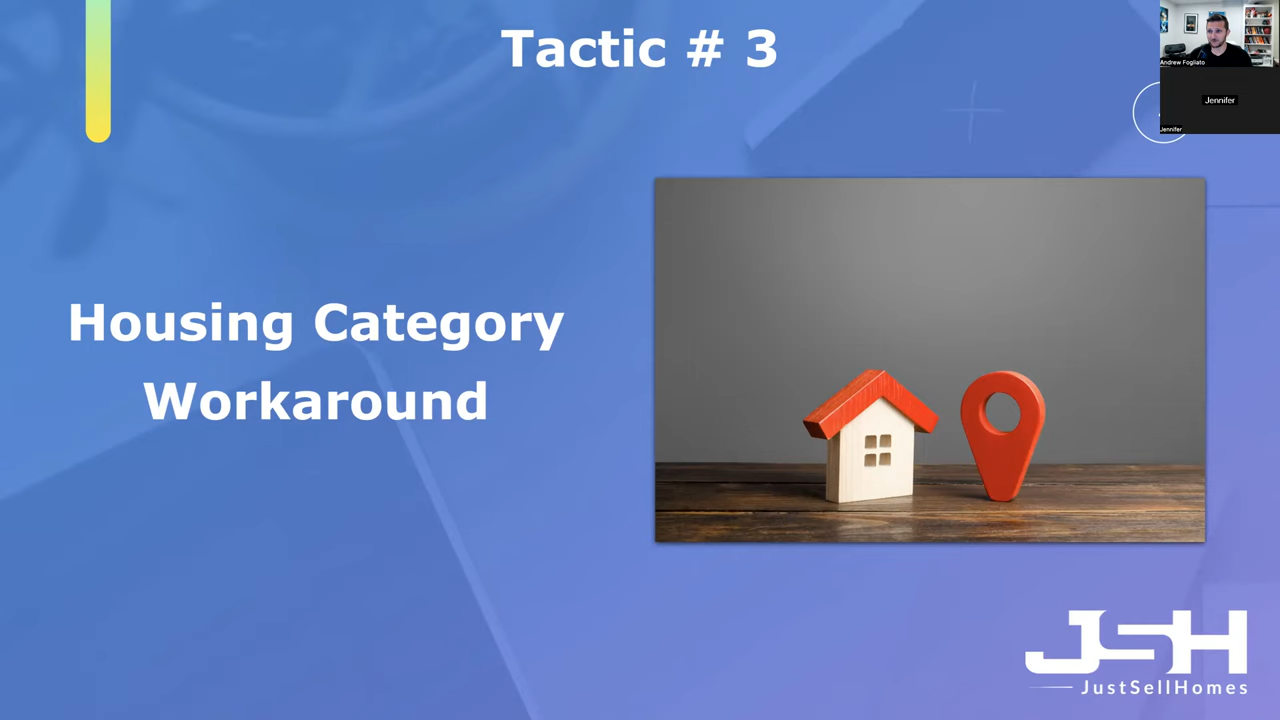 Tactic # 3
Andrew Fogliato
Jennifer
Jennifer
Housing Category
Workaround
JSH
JustSellHomes